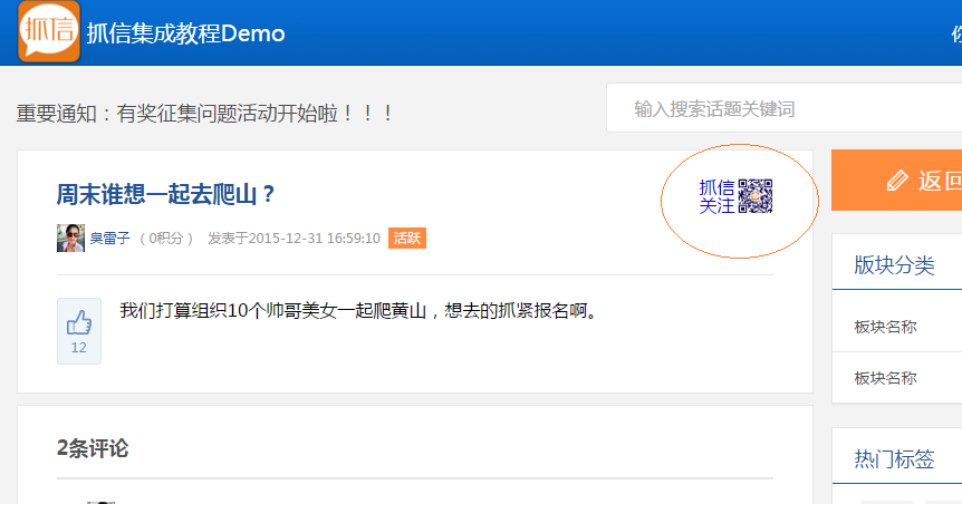 抓信
抓信集成教程Demo
重要通知：有奖征集问题活动开始啦！！！
输入搜索话题关键词
周末谁想一起去爬山？
抓信
关注
返回
臭雷子 （0积分） 发表于2015-12-31 16:59:10 活跃
版块分类
我们打算组织10个帅哥美女一起爬黄山，想去的抓紧报名啊。
12
板块名称
板块名称
2条评论
热门标签